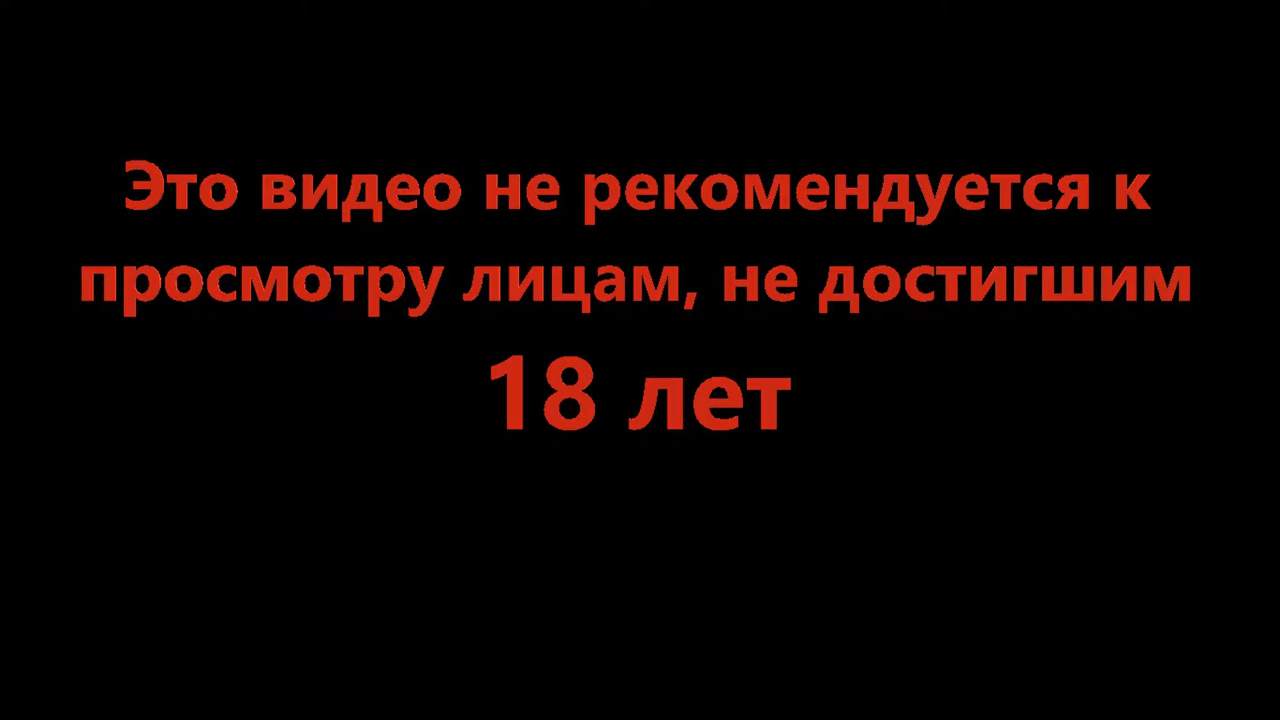 Это видео не рекомендуется к
просмотру лицам, не достигшим
18 лет